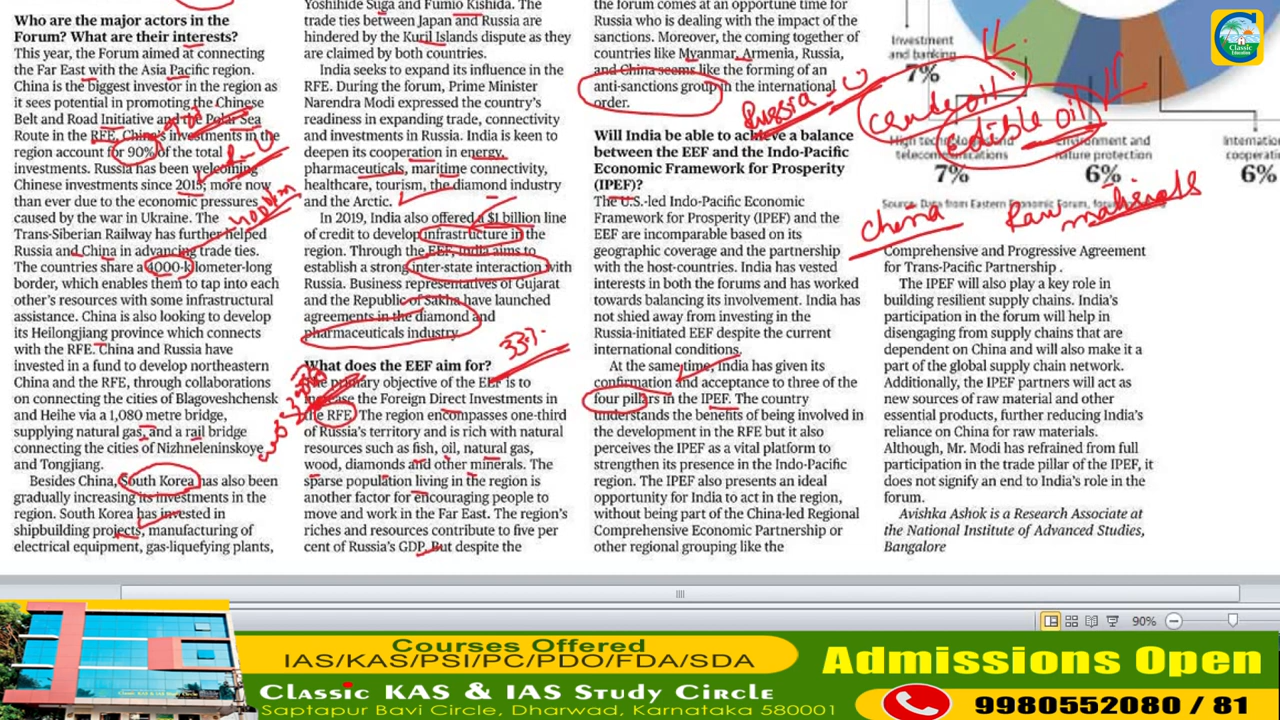 Who are the major actors in the
Forum? What are their interests?
This year, the Forum aimed at connecting
the Far East with the Asia Pacific region.
China is the biggest investor in the region as
it sees potential in promoting the Chinese
Belt and Road Initiative and the Polar Sea
Route in the RFE. China's investments in the
region account for 90% of the total
investments. Russia has been welcoming
Chinese investments since 2015; more now
than ever due to the economic pressures
caused by the war in Ukraine. The
Trans-Siberian Railway has further helped
Russia and China in advancing trade ties.
The countries share a 4000-kilometer-long
border, which enables them to tap into each
other's resources with some infrastructural
assistance. China is also looking to develop
its Heilongjiang province which connects
with the RFE. China and Russia have
invested in a fund to develop northeastern
China and the RFE, through collaborations
on connecting the cities of Blagoveshchensk
and Heihe via a 1,080 metre bridge,
supplying natural gas, and a rail bridge
connecting the cities of Nizhneleninskoye
and Tongjiang.
Besides China, South Korea has also been
gradually increasing its investments in the
region. South Korea has invested in
shipbuilding projects, manufacturing of
electrical equipment, gas-liquefying plants,
Yoshihide Suga and Fumio Kishida. The
trade ties between Japan and Russia are
hindered by the Kuril Islands dispute as they
are claimed by both countries.
India seeks to expand its influence in the
RFE. During the forum, Prime Minister
Narendra Modi expressed the country's
readiness in expanding trade, connectivity
and investments in Russia. India is keen to
deepen its cooperation in energy,
pharmaceuticals, maritime connectivity,
healthcare, tourism, the diamond industry
and the Arctic.
In 2019, India also offered a $1 billion line
of credit to develop infrastructure in the
region. Through the EEF, India aims to
establish a strong inter-state interaction with
Russia. Business representatives of Gujarat
and the Republic of Sakha have launched
agreements in the diamond and
pharmaceuticals industry.
33%
What does the EEF aim for?
The primary objective of the EEF is to
increase the Foreign Direct Investments in
the RFE. The region encompasses one-third
of Russia's territory and is rich with natural
resources such as fish, oil, natural gas,
wood, diamonds and other minerals. The
sparse population living in the region is
another factor for encouraging people to
move and work in the Far East. The region's
riches and resources contribute to five per
cent of Russia's GDP. But despite the
the forum comes at an opportune time for
Russia who is dealing with the impact of the
sanctions. Moreover, the coming together of
countries like Myanmar, Armenia, Russia,
and China seems like the forming of an
anti-sanctions group in the international
order.
Russia - U
Will India be able to achieve a balance
between the EEF and the Indo-Pacific
Economic Framework for Prosperity
(IPEF)?
The U.S.-led Indo-Pacific Economic
Framework for Prosperity (IPEF) and the
EEF are incomparable based on its
geographic coverage and the partnership
with the host-countries. India has vested
interests in both the forums and has worked
towards balancing its involvement. India has
not shied away from investing in the
Russia-initiated EEF despite the current
international conditions.
At the same time, India has given its
confirmation and acceptance to three of the
four pillars in the IPEF. The country
understands the benefits of being involved in
the development in the RFE but it also
perceives the IPEF as a vital platform to
strengthen its presence in the Indo-Pacific
region. The IPEF also presents an ideal
opportunity for India to act in the region,
without being part of the China-led Regional
Comprehensive Economic Partnership or
other regional grouping like the
Investment
and banking
7%
crude oil
edible oil
High technology and
telecommunications
7%
Environment and
nature protection
6%
Internation
cooperati
6%
Source: Data from Eastern Economic Forum,
China
Raw materials
Comprehensive and Progressive Agreement
for Trans-Pacific Partnership .
The IPEF will also play a key role in
building resilient supply chains. India's
participation in the forum will help in
disengaging from supply chains that are
dependent on China and will also make it a
part of the global supply chain network.
Additionally, the IPEF partners will act as
new sources of raw material and other
essential products, further reducing India's
reliance on China for raw materials.
Although, Mr. Modi has refrained from full
participation in the trade pillar of the IPEF, it
does not signify an end to India's role in the
forum.
Avishka Ashok is a Research Associate at
the National Institute of Advanced Studies,
Bangalore
Classic
Education
90%
Courses Offered
IAS/KAS/PSI/PC/PDO/FDA/SDA
Classic KAS & IAS Study Circle
Saptapur Bavi Circle, Dharwad, Karnataka 580001
Admissions Open
9980552080 / 81